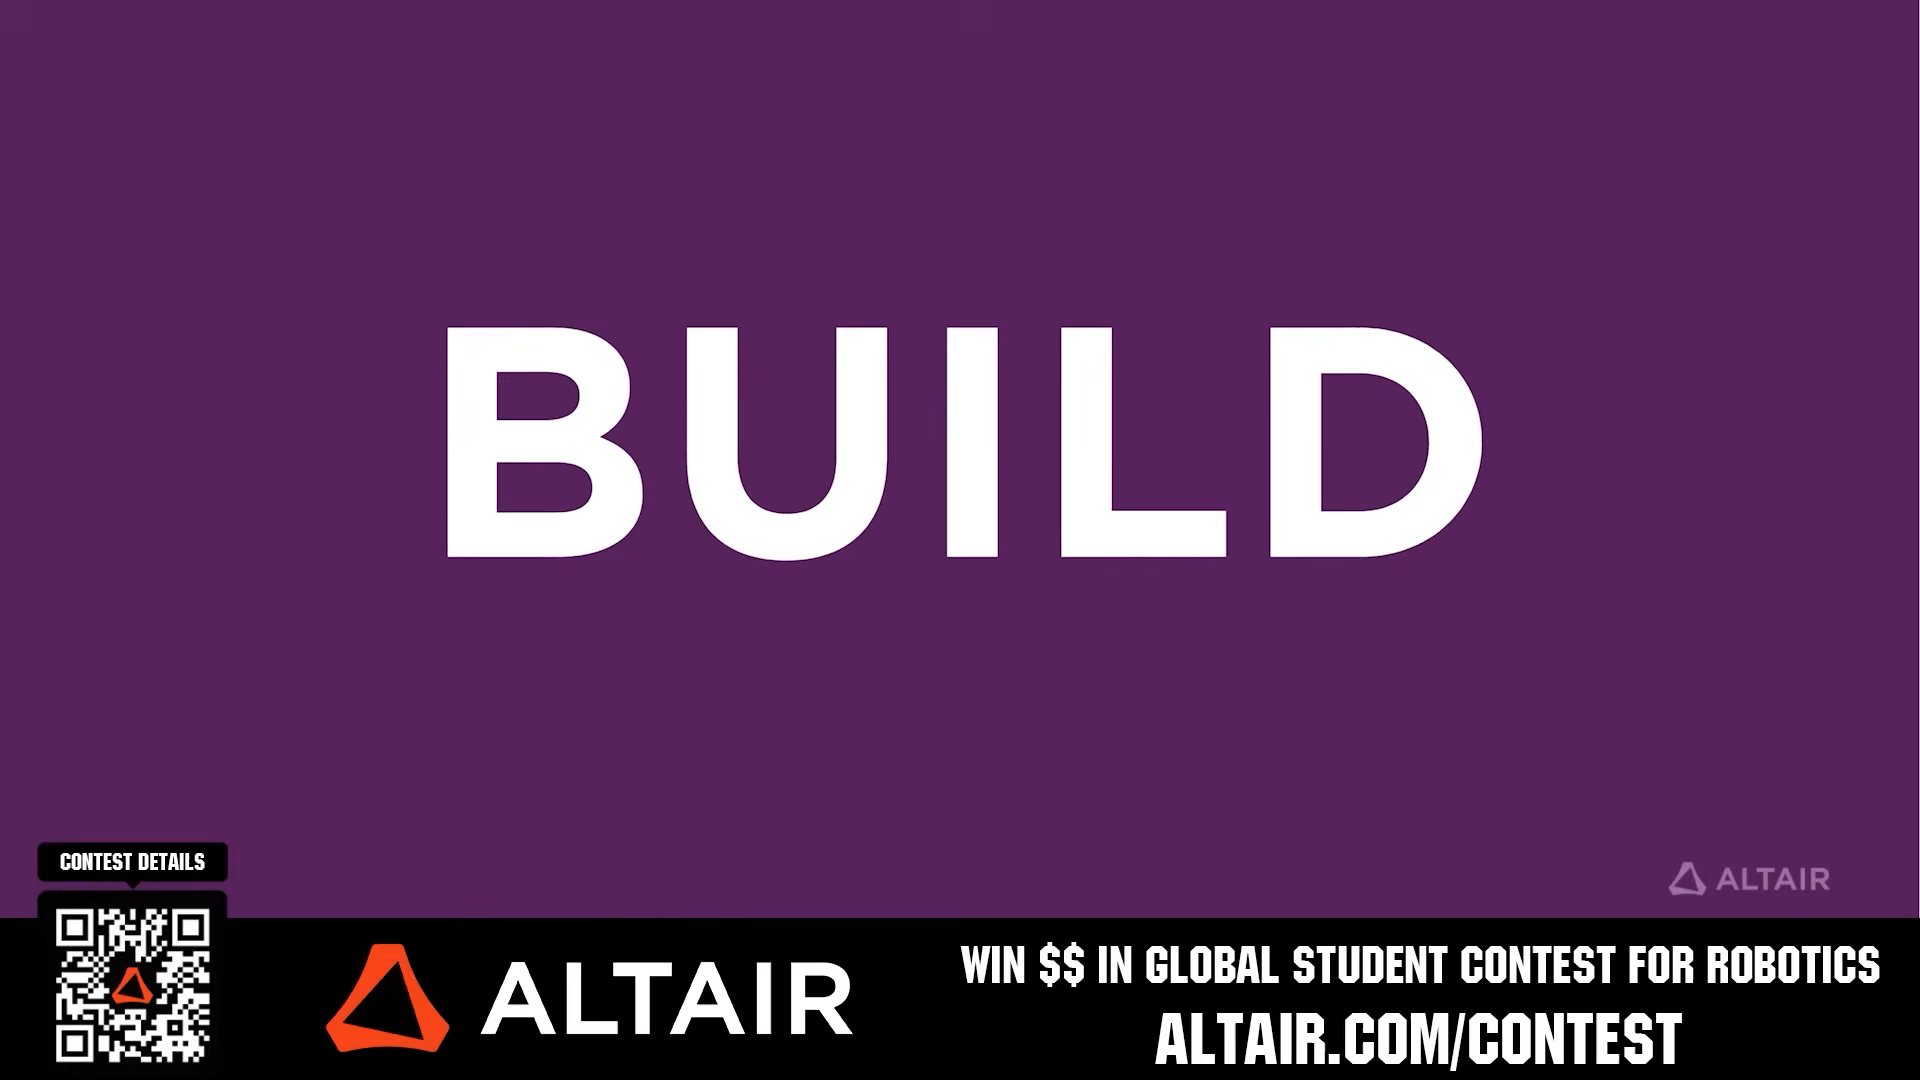 BUILD
ALTAIR
CONTEST DETAILS
ALTAIR
WIN $$ IN GLOBAL STUDENT CONTEST FOR ROBOTICS
ALTAIR.COM/CONTEST